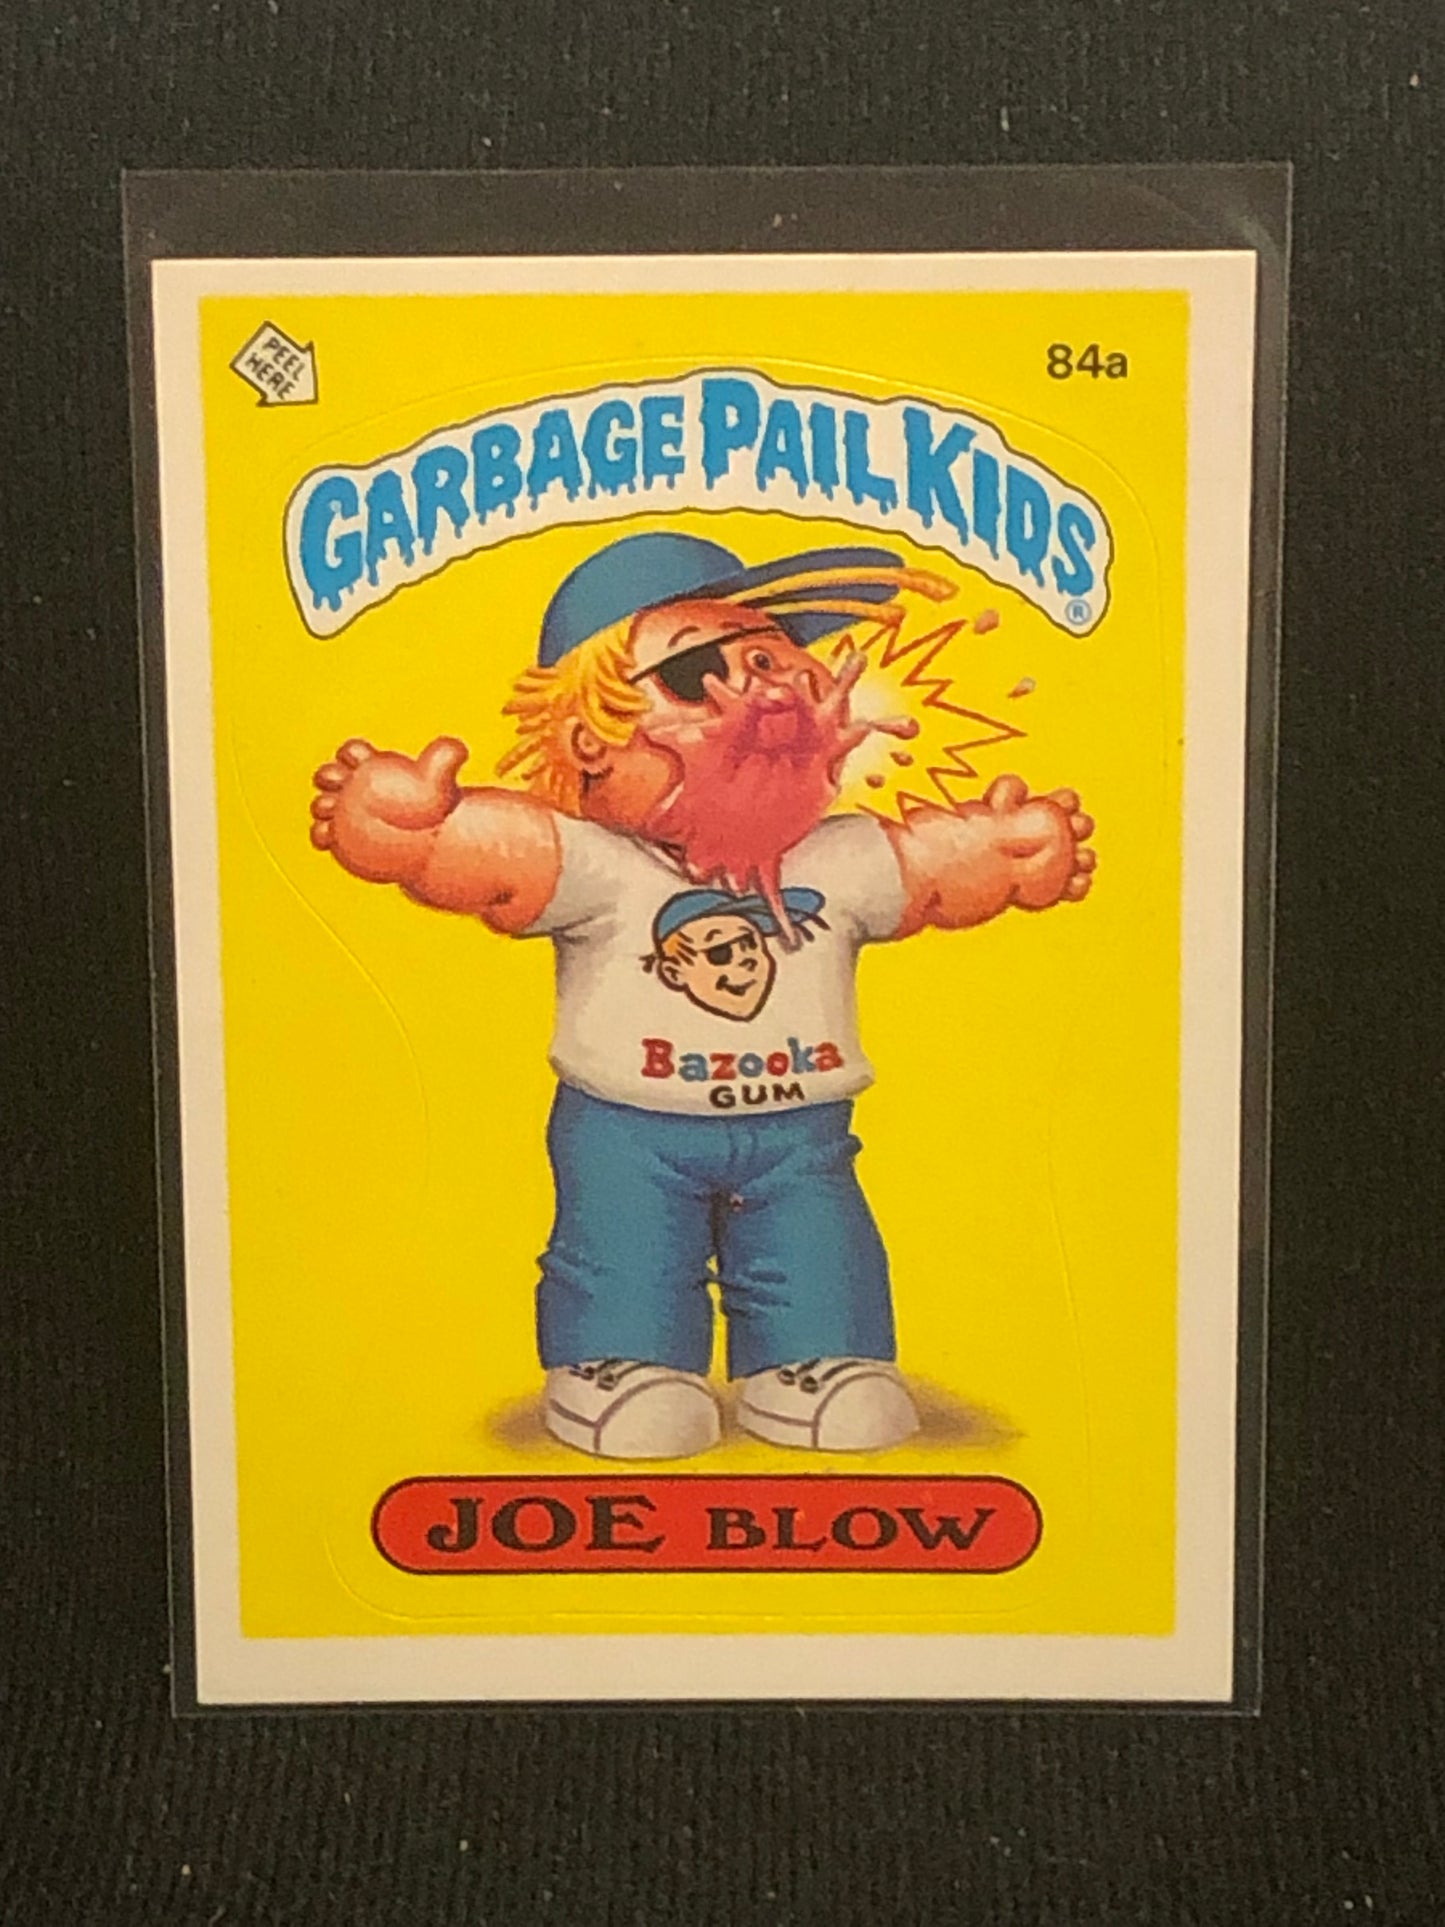 PEEL
HERE
84a
GARBAGE PAIL KIDS
®
Bazooka
GUM
JOE BLOW